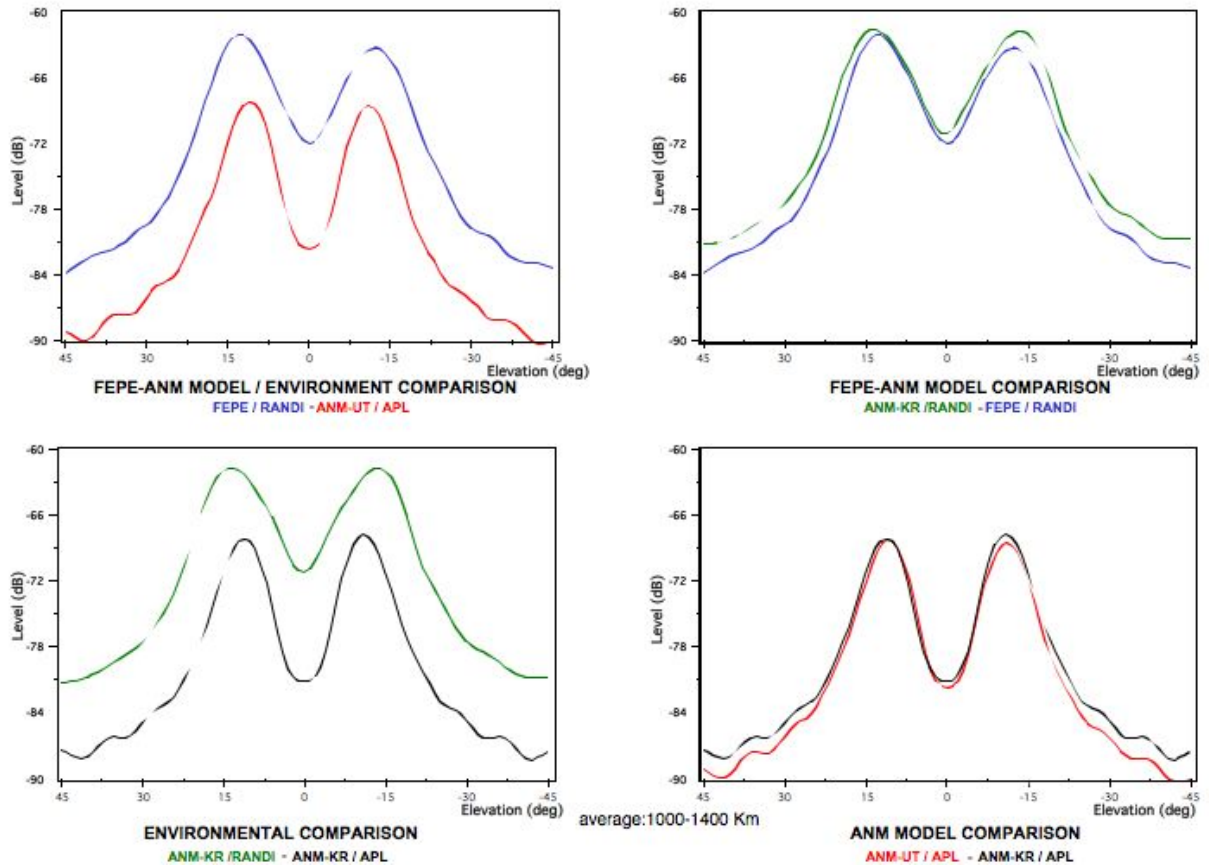 -60
-66
-72
-78
-84
-90
Level (dB)
45 30 15 0 -15 -30 -45
Elevation (deg)
FEPE-ANM MODEL / ENVIRONMENT COMPARISON
FEPE / RANDI - ANM-UT / APL
-60
-66
-72
-78
-84
-90
Level (dB)
45 30 15 0 -15 -30 -45
Elevation (deg)
FEPE-ANM MODEL COMPARISON
ANM-KR /RANDI - FEPE / RANDI
-60
-66
-72
-78
-84
-90
Level (dB)
45 30 15 0 -15 -30 -45
Elevation (deg)
ENVIRONMENTAL COMPARISON
ANM-KR /RANDI - ANM-KR / APL
average:1000-1400 Km
-60
-66
-72
-78
-84
-90
Level (dB)
45 30 15 0 -15 -30 -45
Elevation (deg)
ANM MODEL COMPARISON
ANM-UT / APL - ANM-KR / APL